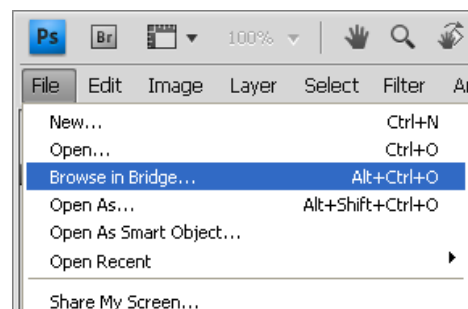 Ps Br 100%
File Edit Image Layer Select Filter
New... Ctrl+N
Open... Ctrl+O
Browse in Bridge... Alt+Ctrl+O
Open As... Alt+Shift+Ctrl+O
Open As Smart Object...
Open Recent
Share My Screen...